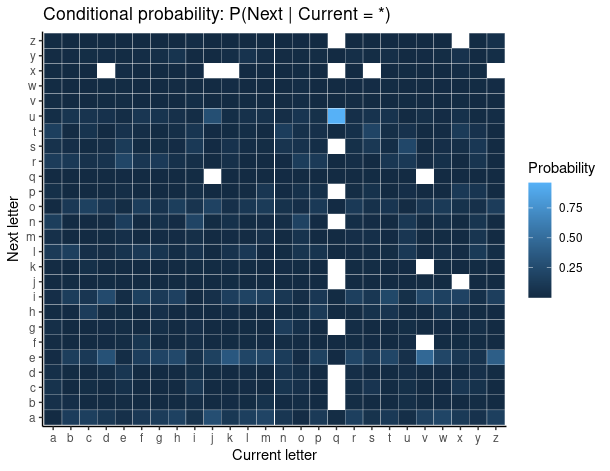 Conditional probability: P(Next | Current = *)
Next letter
z
y
x
w
v
u
t
s
r
q
p
o
n
m
l
k
j
i
h
g
f
e
d
c
b
a
a b c d e f g h i j k l m n o p q r s t u v w x y z
Current letter
Probability
0.75
0.50
0.25